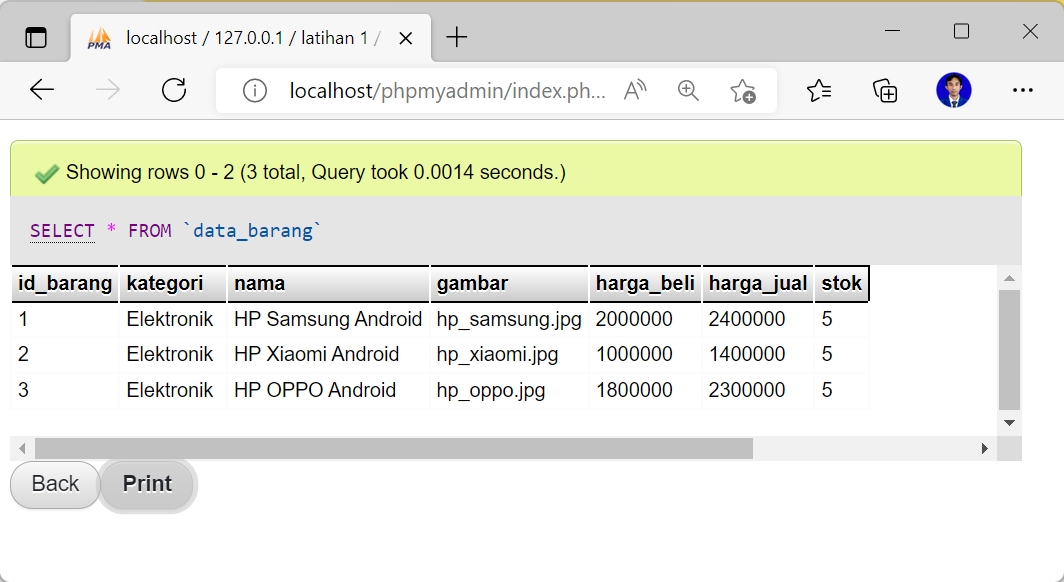 PMA localhost / 127.0.0.1 / latihan 1 /
localhost/phpmyadmin/index.ph...
Showing rows 0 - 2 (3 total, Query took 0.0014 seconds.)
SELECT * FROM `data_barang`
id_barang kategori nama gambar harga_beli harga_jual stok
1 Elektronik HP Samsung Android hp_samsung.jpg 2000000 2400000 5
2 Elektronik HP Xiaomi Android hp_xiaomi.jpg 1000000 1400000 5
3 Elektronik HP OPPO Android hp_oppo.jpg 1800000 2300000 5
Back Print